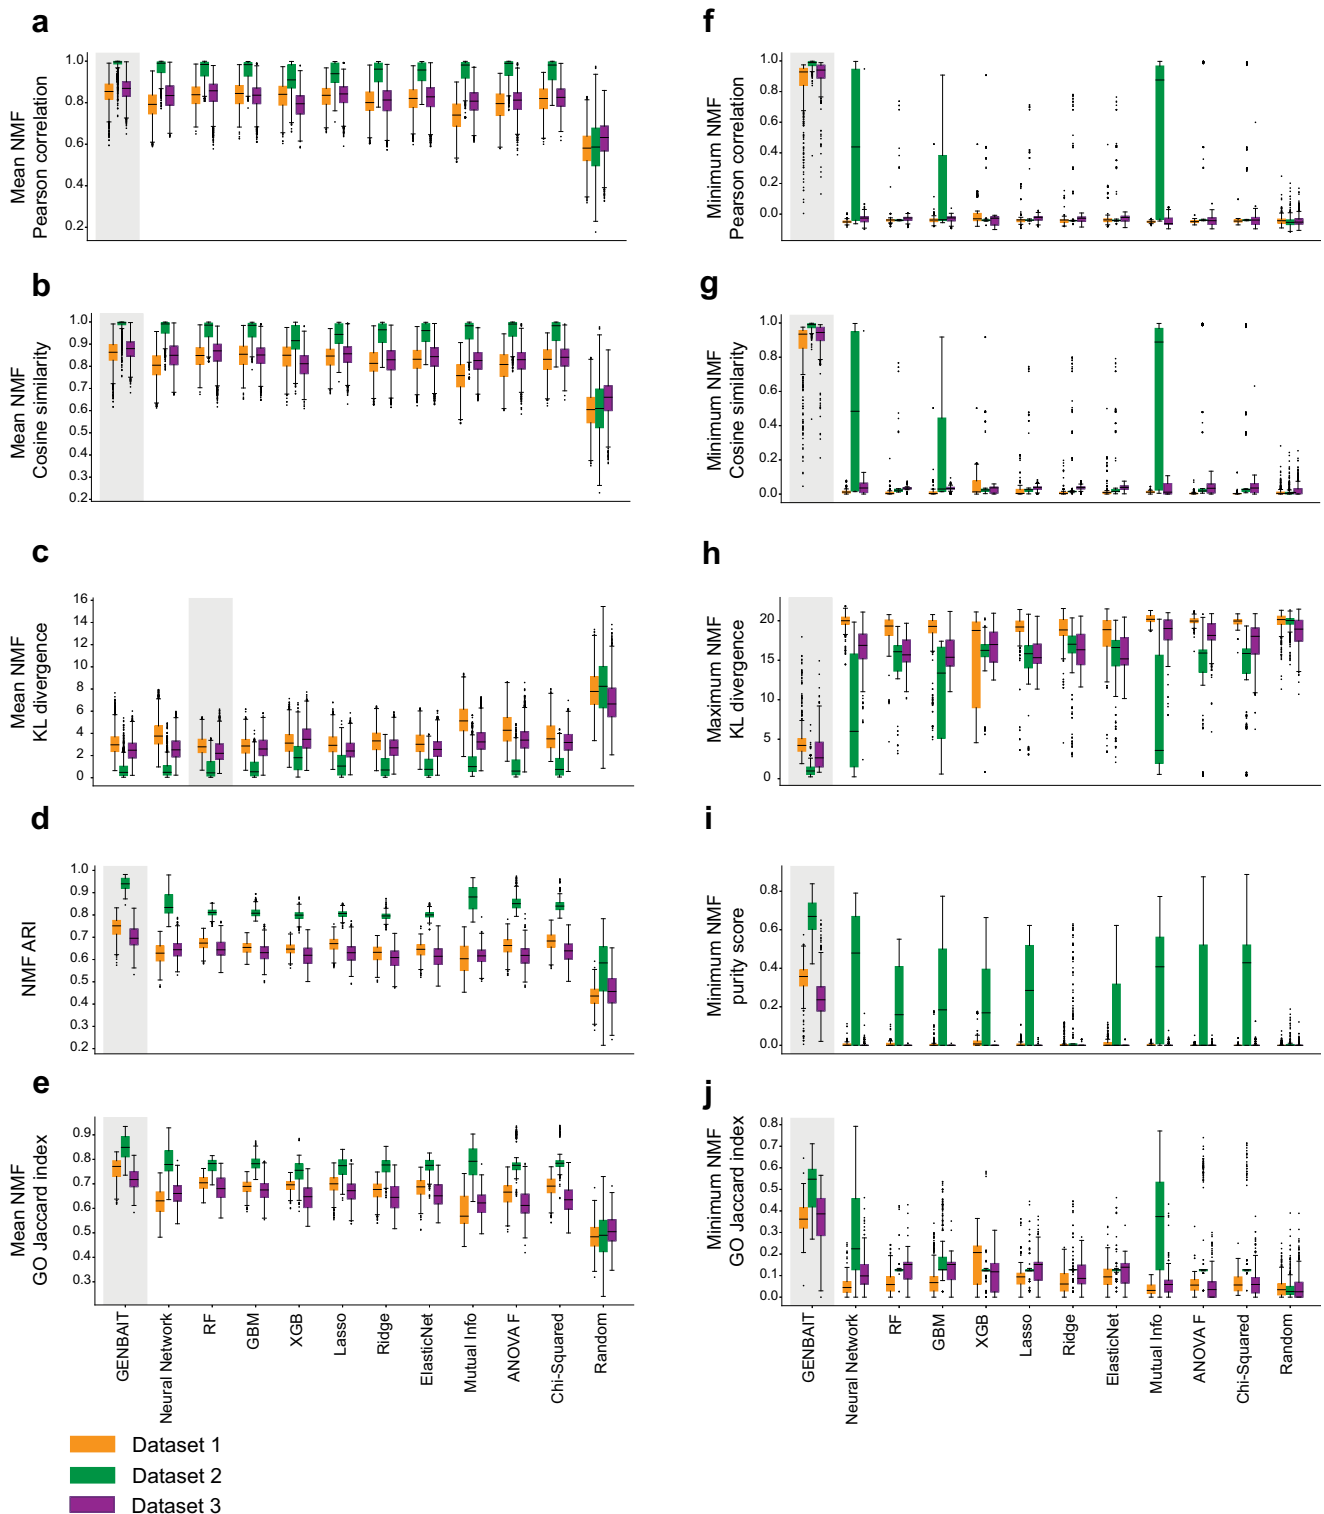 a
Mean NMF
Pearson correlation
1.0
0.8
0.6
0.4
0.2
b
Mean NMF
Cosine similarity
1.0
0.9
0.8
0.7
0.6
0.5
0.4
0.3
0.2
c
Mean NMF
KL divergence
16
14
12
10
8
6
4
2
0
d
NMF ARI
1.0
0.9
0.8
0.7
0.6
0.5
0.4
0.3
0.2
e
Mean NMF
GO Jaccard index
0.9
0.8
0.7
0.6
0.5
0.4
0.3
GENBAIT
Neural Network
RF
GBM
XGB
Lasso
Ridge
ElasticNet
Mutual Info
ANOVA F
Chi-Squared
Random
f
Minimum NMF
Pearson correlation
1.0
0.8
0.6
0.4
0.2
0.0
g
Minimum NMF
Cosine similarity
1.0
0.8
0.6
0.4
0.2
0.0
h
Maximum NMF
KL divergence
20
15
10
5
0
i
Minimum NMF
purity score
0.8
0.6
0.4
0.2
0.0
j
Minimum NMF
GO Jaccard index
0.8
0.7
0.6
0.5
0.4
0.3
0.2
0.1
0.0
GENBAIT
Neural Network
RF
GBM
XGB
Lasso
Ridge
ElasticNet
Mutual Info
ANOVA F
Chi-Squared
Random
Dataset 1
Dataset 2
Dataset 3